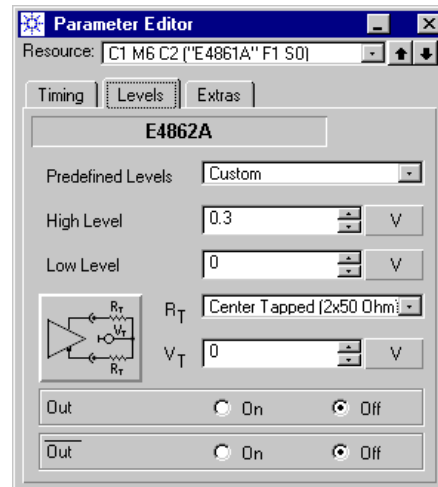 Parameter Editor
Resource: C1 M6 C2 ("E4861A" F1 S0)
Timing Levels Extras
E4862A
Predefined Levels Custom
High Level 0.3 V
Low Level 0 V
RT VT RT RT Center Tapped (2x50 Ohm)
VT 0 V
Out On Off
Out On Off